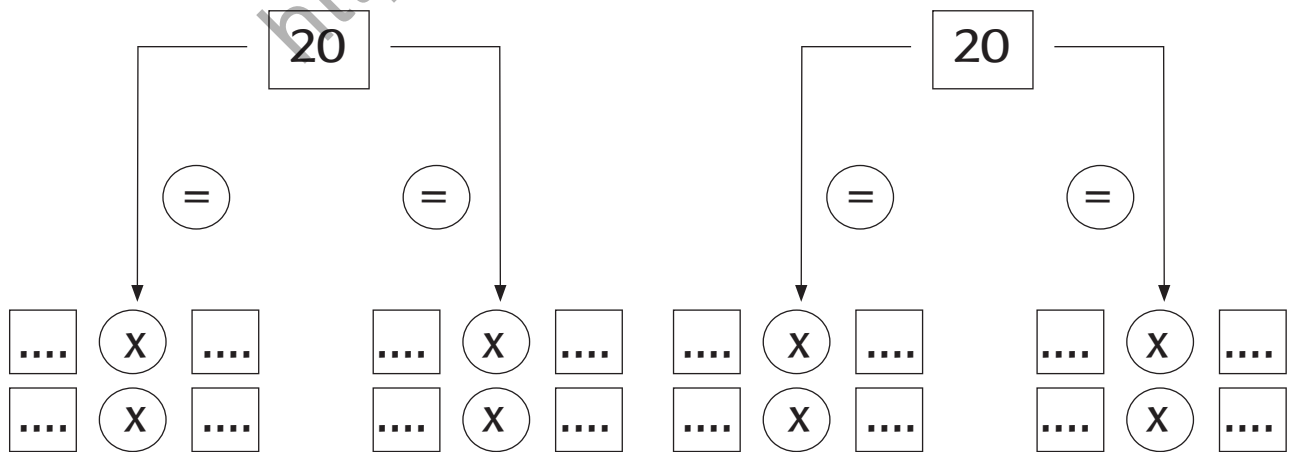 20 20
= = = =
.... x .... .... x .... .... x .... .... x ....
.... x .... .... x .... .... x .... .... x ....